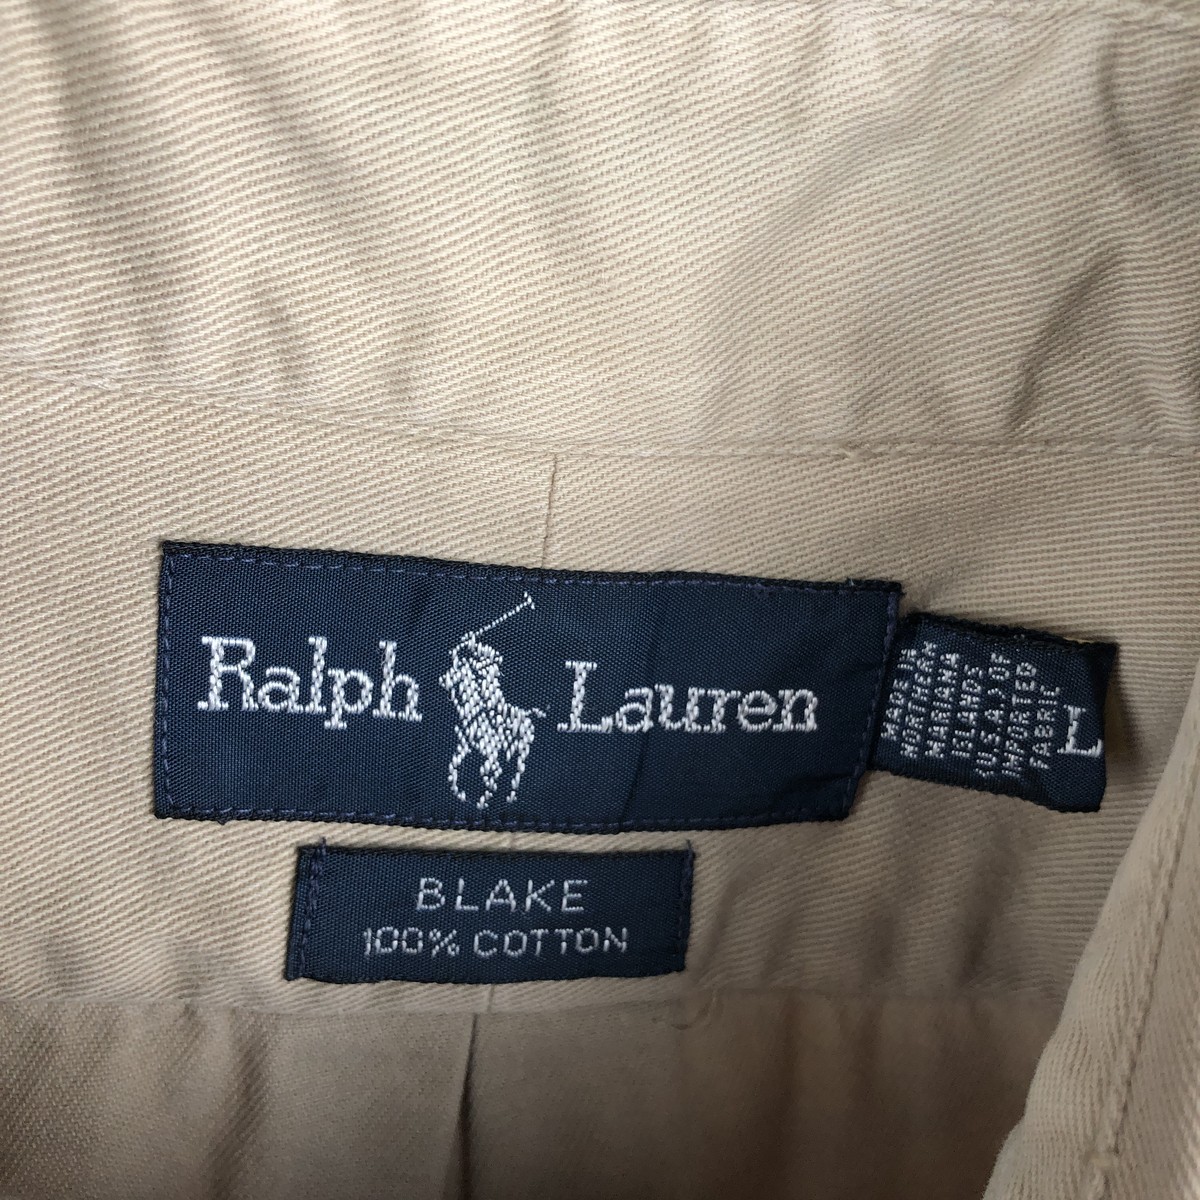 Ralph Lauren
BLAKE
100% COTTON
MADE IN
NORTHERN
MARIANA
ISLANDS
(U.S.A.) OF
IMPORTED
FABRIC
L